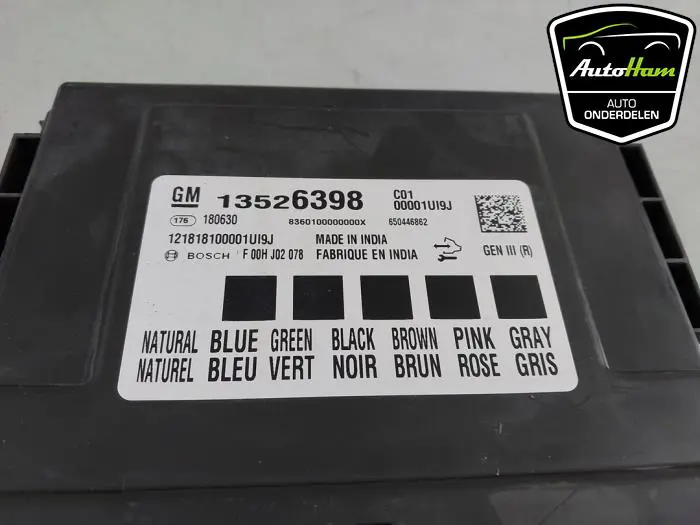 AutoHam
AUTO
ONDERDELEN
GM 13526398 C01
00001UI9J
176 180630 8360100000000X 650446862
121818100001UI9J MADE IN INDIA
BOSCH F 00H J02 078 FABRIQUE EN INDIA GEN III (R)
NATURAL BLUE GREEN BLACK BROWN PINK GRAY
NATUREL BLEU VERT NOIR BRUN ROSE GRIS